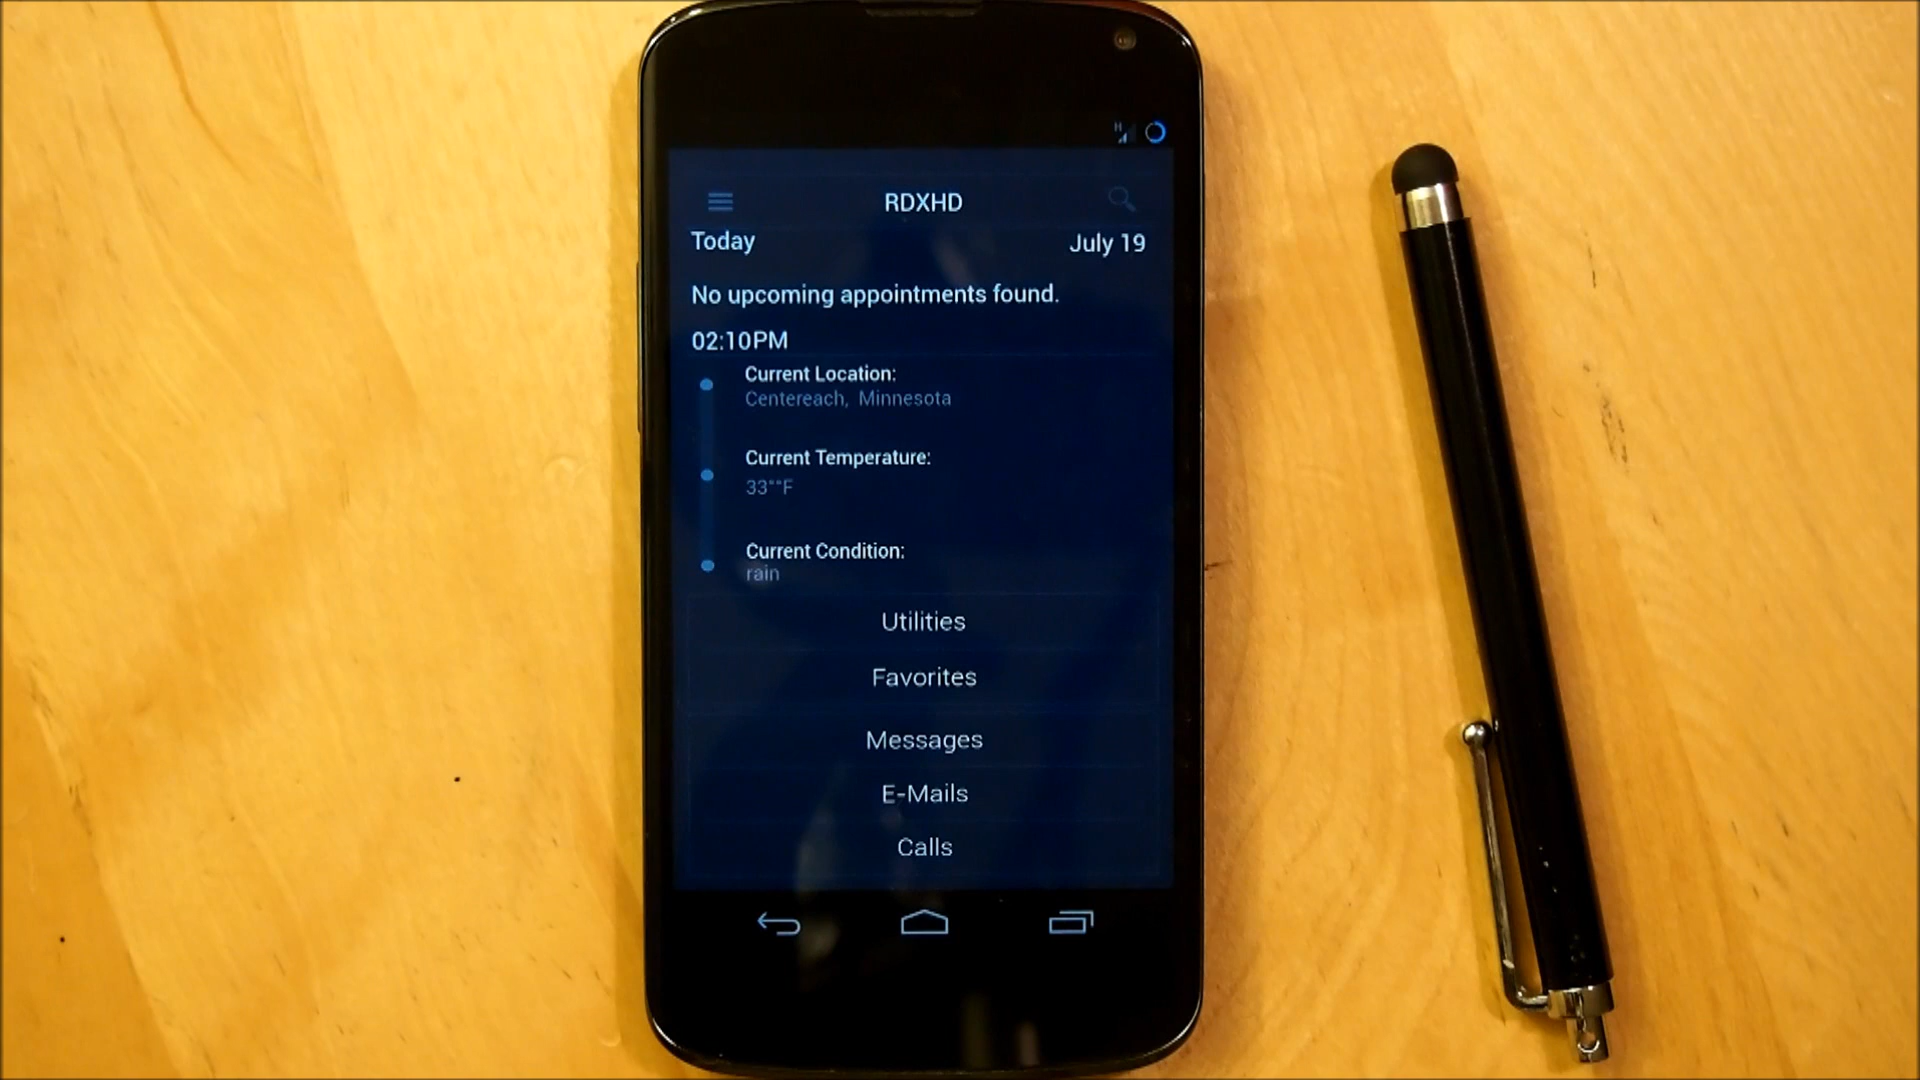 H
RDXHD
Today July 19
No upcoming appointments found.
02:10PM
Current Location:
Centereach, Minnesota
Current Temperature:
33°°F
Current Condition:
rain
Utilities
Favorites
Messages
E-Mails
Calls